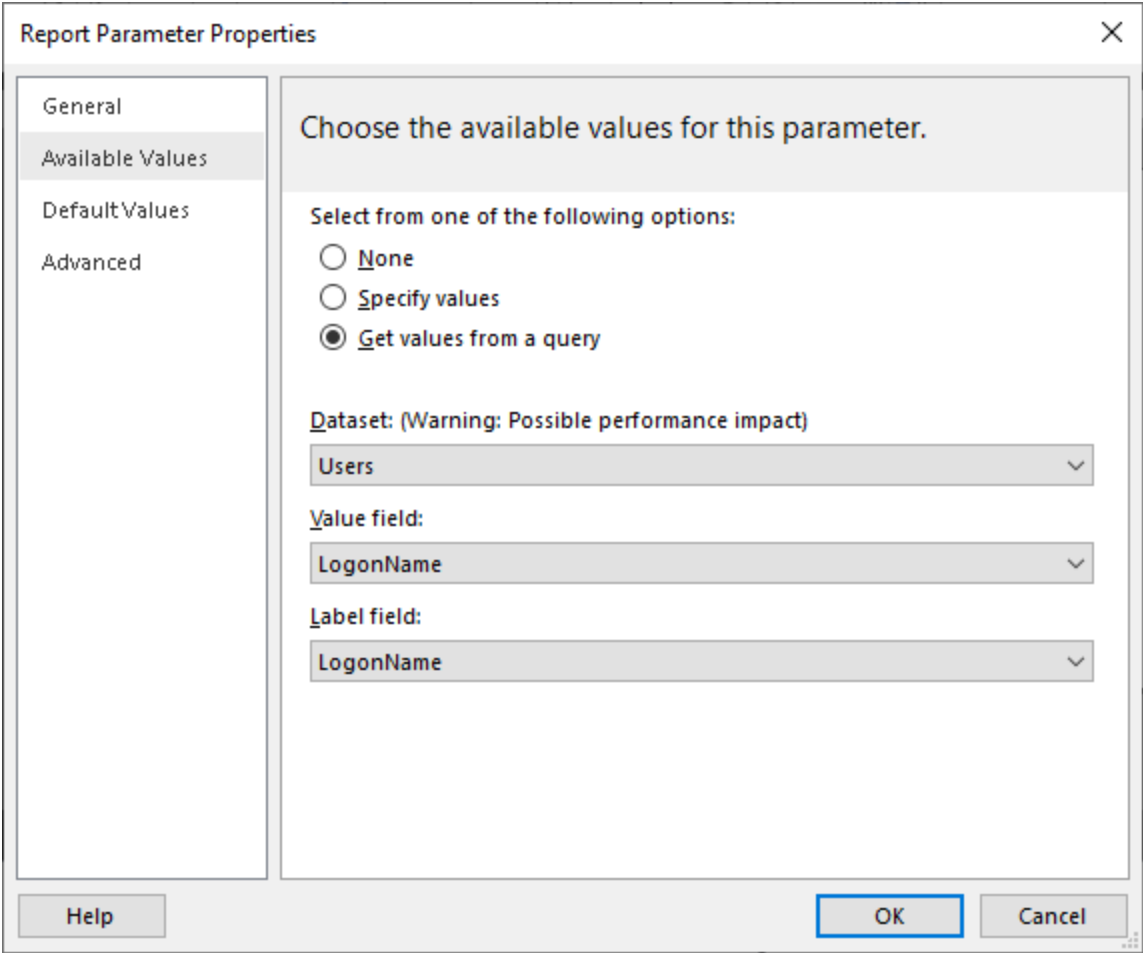 Report Parameter Properties
General
Available Values
Default Values
Advanced
Choose the available values for this parameter.
Select from one of the following options:
None
Specify values
Get values from a query
Dataset: (Warning: Possible performance impact)
Users
Value field:
LogonName
Label field:
LogonName
Help
OK
Cancel